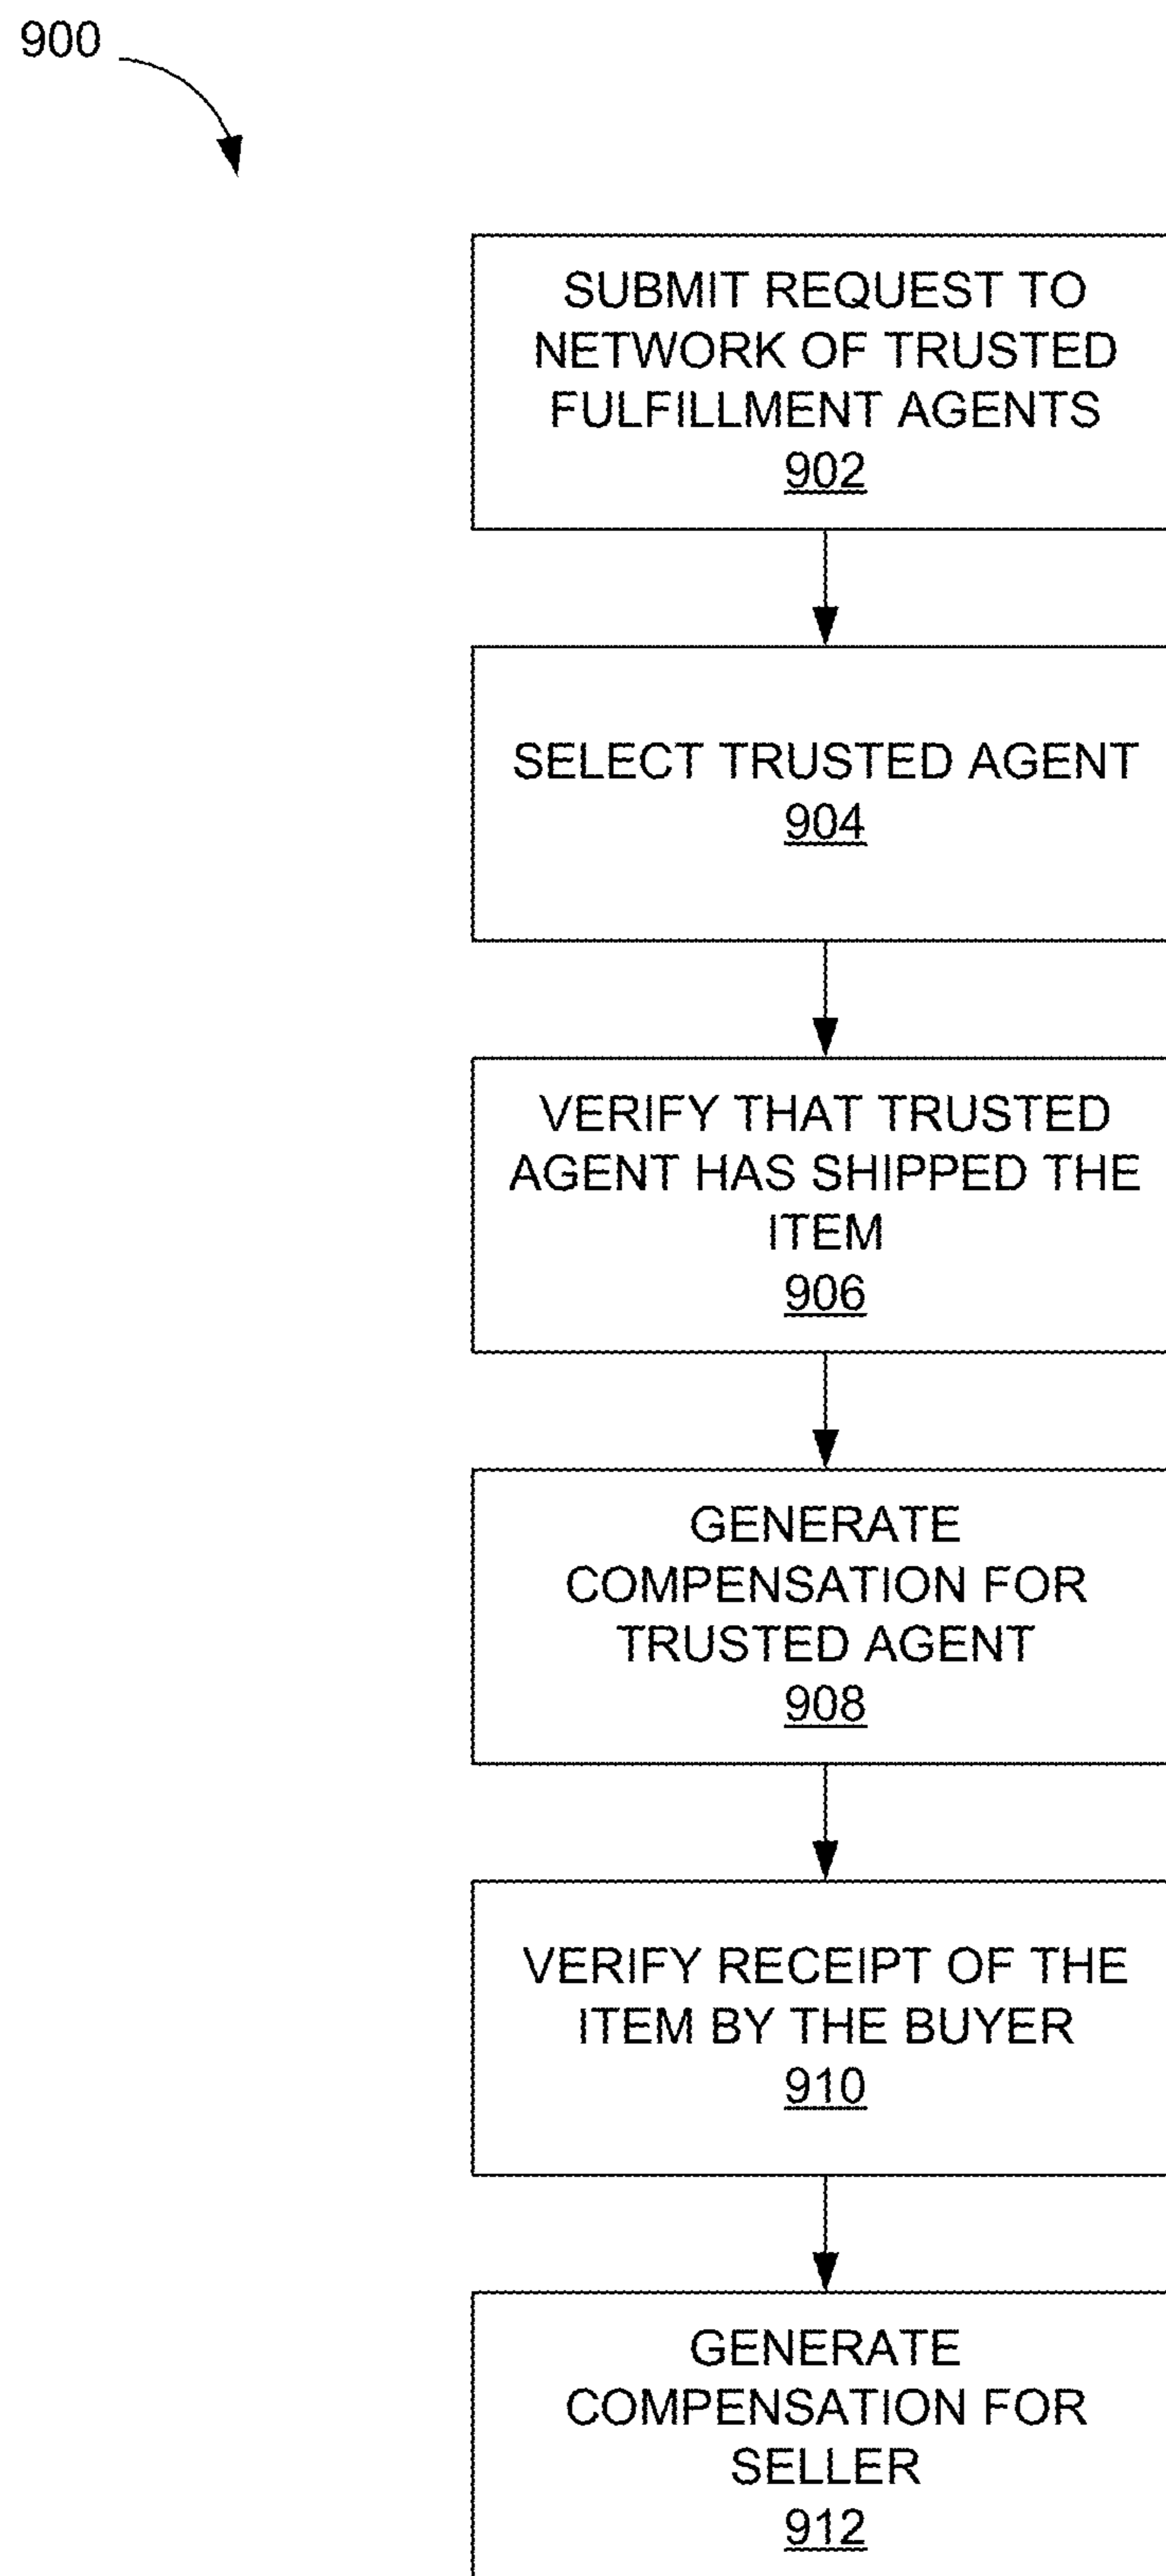 900
SUBMIT REQUEST TO
NETWORK OF TRUSTED
FULFILLMENT AGENTS
902
SELECT TRUSTED AGENT
904
VERIFY THAT TRUSTED
AGENT HAS SHIPPED THE
ITEM
906
GENERATE
COMPENSATION FOR
TRUSTED AGENT
908
VERIFY RECEIPT OF THE
ITEM BY THE BUYER
910
GENERATE
COMPENSATION FOR
SELLER
912